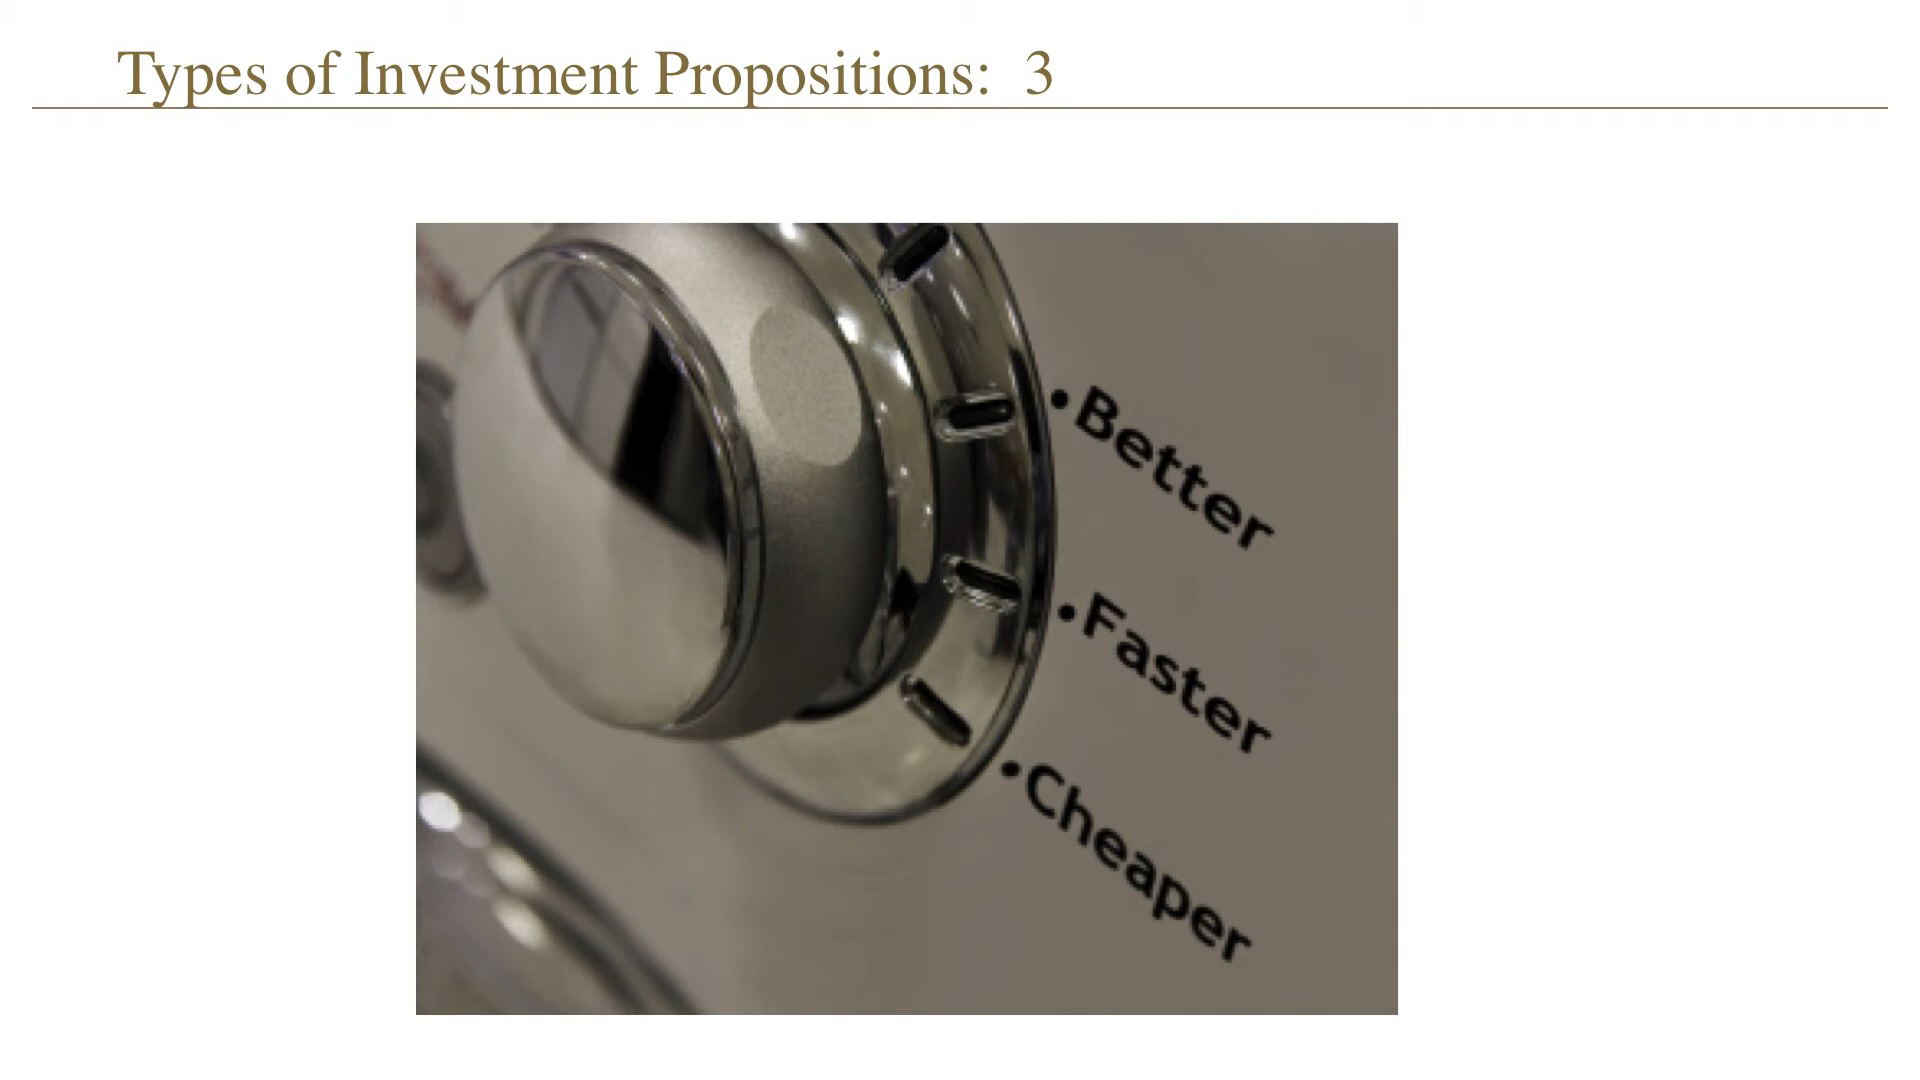 Types of Investment Propositions: 3
•Better
•Faster
•Cheaper